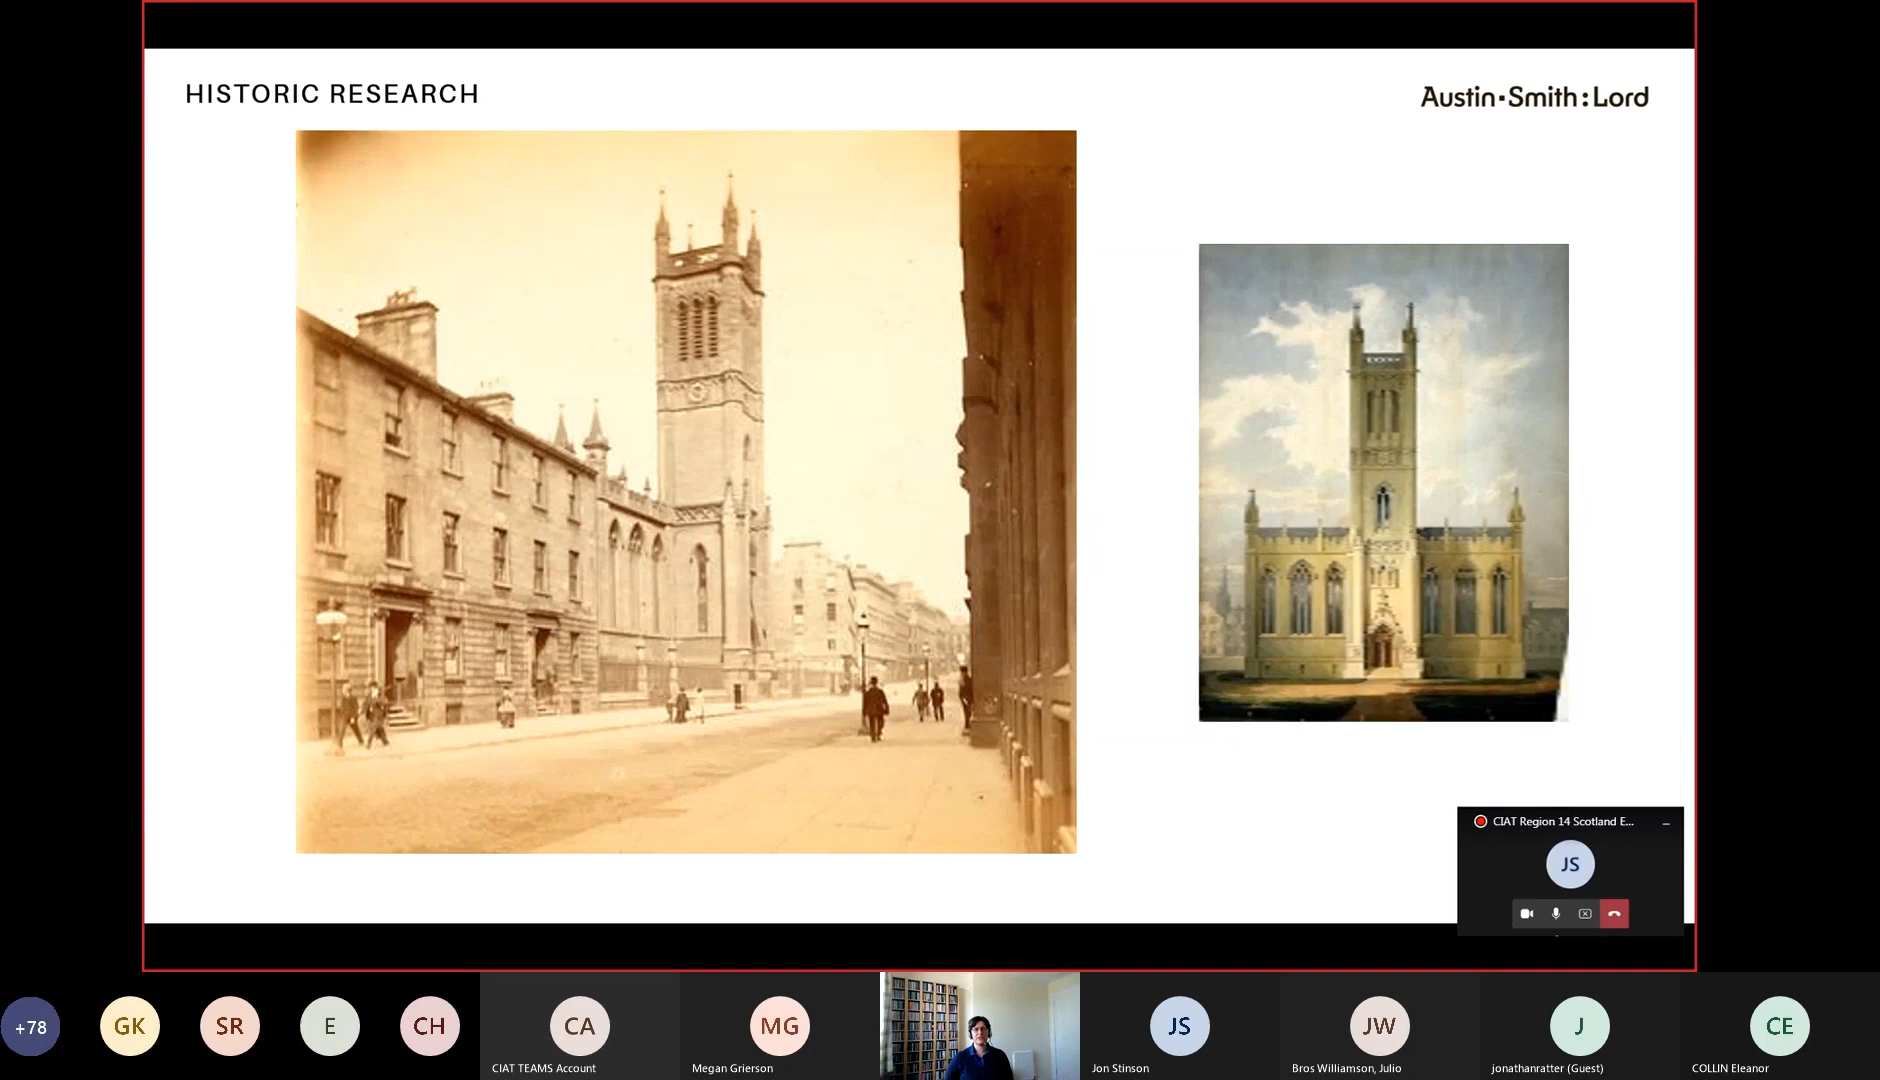 HISTORIC RESEARCH
Austin·Smith:Lord
CIAT Region 14 Scotland E...
JS
+78
GK
SR
E
CH
CA
MG
JS
JW
J
CE
CIAT TEAMS Account
Megan Grierson
Jon Stinson
Bros Williamson, Julio
jonathanratter (Guest)
COLLIN Eleanor